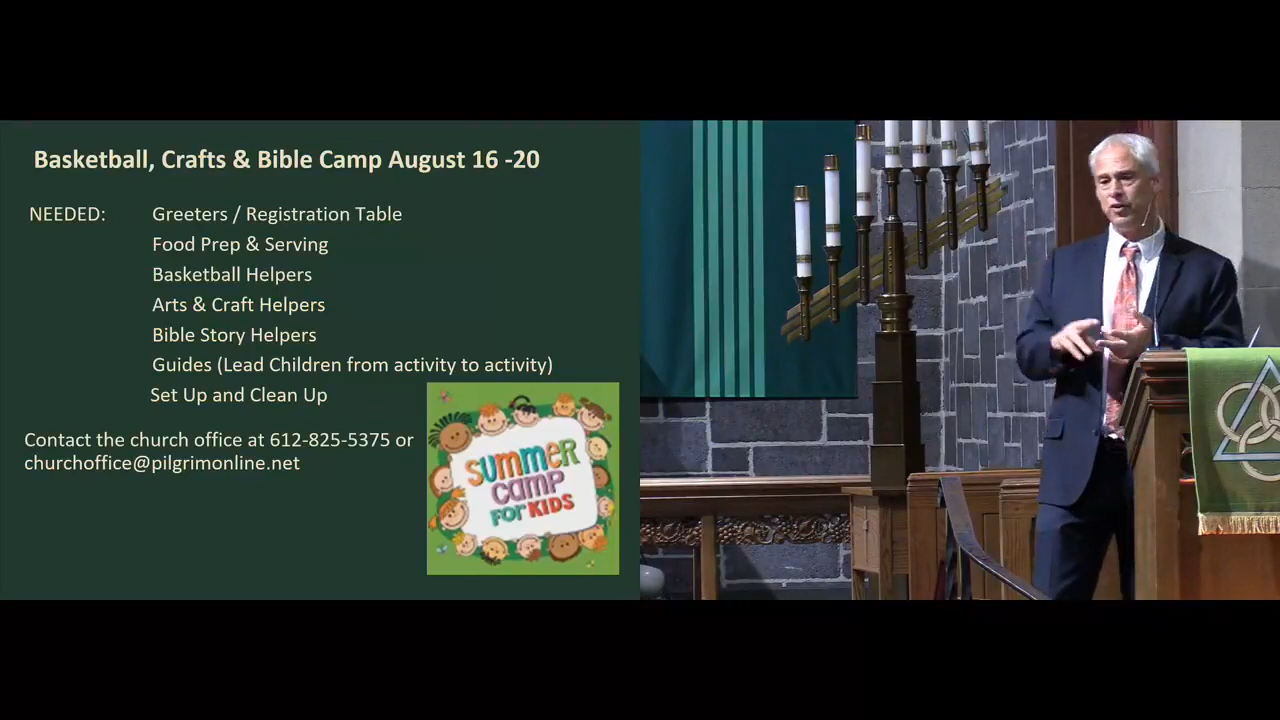 Basketball, Crafts & Bible Camp August 16 -20
NEEDED: Greeters / Registration Table
Food Prep & Serving
Basketball Helpers
Arts & Craft Helpers
Bible Story Helpers
Guides (Lead Children from activity to activity)
Set Up and Clean Up
Contact the church office at 612-825-5375 or
churchoffice@pilgrimonline.net
SUMMER
CAMP
FOR KIDS